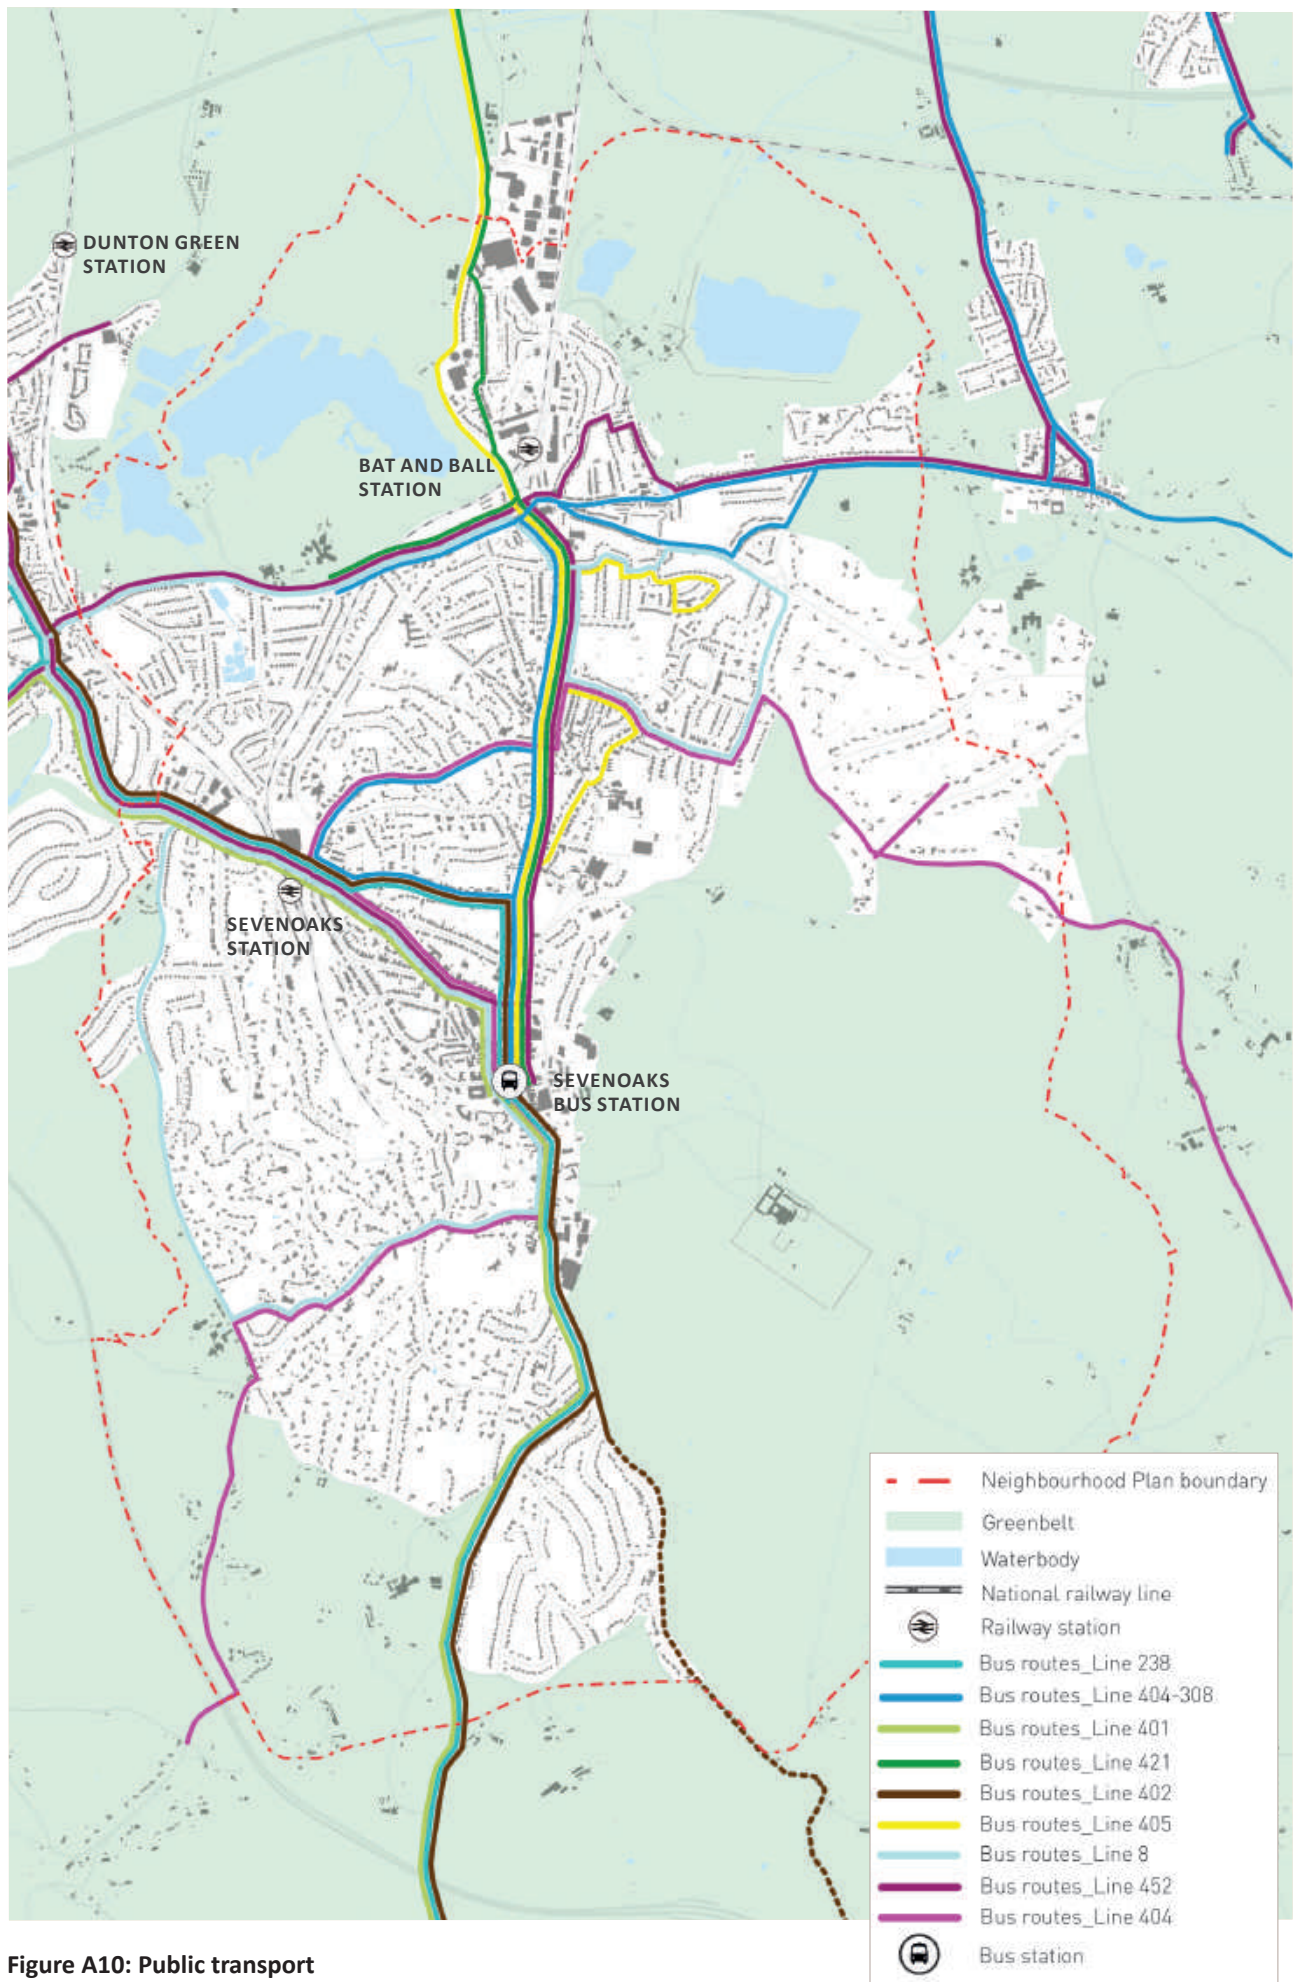 DUNTON GREEN
STATION
BAT AND BALL
STATION
SEVENOAKS
STATION
SEVENOAKS
BUS STATION
Neighbourhood Plan boundary
Greenbelt
Waterbody
National railway line
Railway station
Bus routes_Line 238
Bus routes_Line 404-308
Bus routes_Line 401
Bus routes_Line 421
Bus routes_Line 402
Bus routes_Line 405
Bus routes_Line 8
Bus routes_Line 452
Bus routes_Line 404
Bus station
Figure A10: Public transport